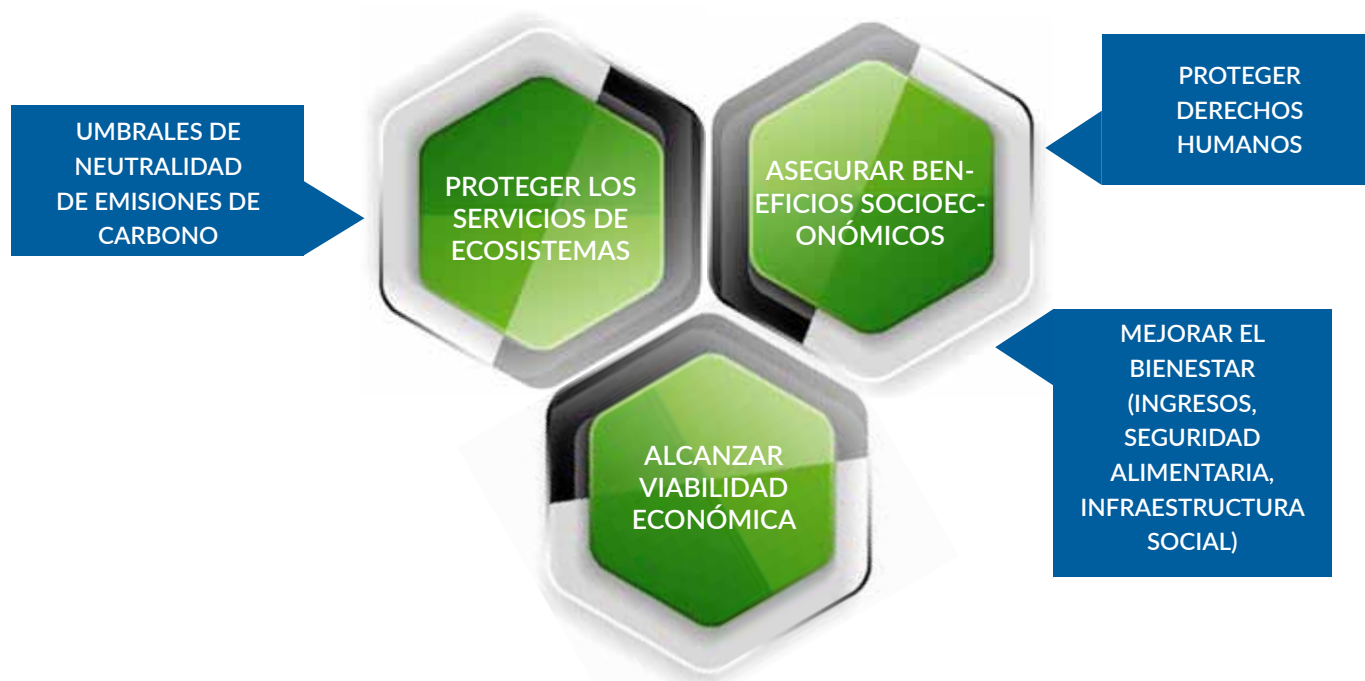 UMBRALES DE
NEUTRALIDAD
DE EMISIONES DE
CARBONO
PROTEGER LOS
SERVICIOS DE
ECOSISTEMAS
ASEGURAR BEN-
EFICIOS SOCIOEC-
ONÓMICOS
PROTEGER
DERECHOS
HUMANOS
ALCANZAR
VIABILIDAD
ECONÓMICA
MEJORAR EL
BIENESTAR
(INGRESOS,
SEGURIDAD
ALIMENTARIA,
INFRAESTRUCTURA
SOCIAL)